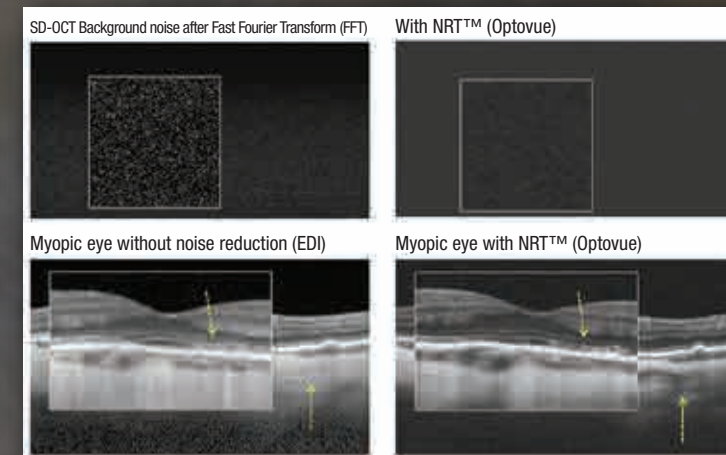 SD-OCT Background noise after Fast Fourier Transform (FFT)
With NRT™ (Optovue)
Myopic eye without noise reduction (EDI)
Myopic eye with NRT™ (Optovue)